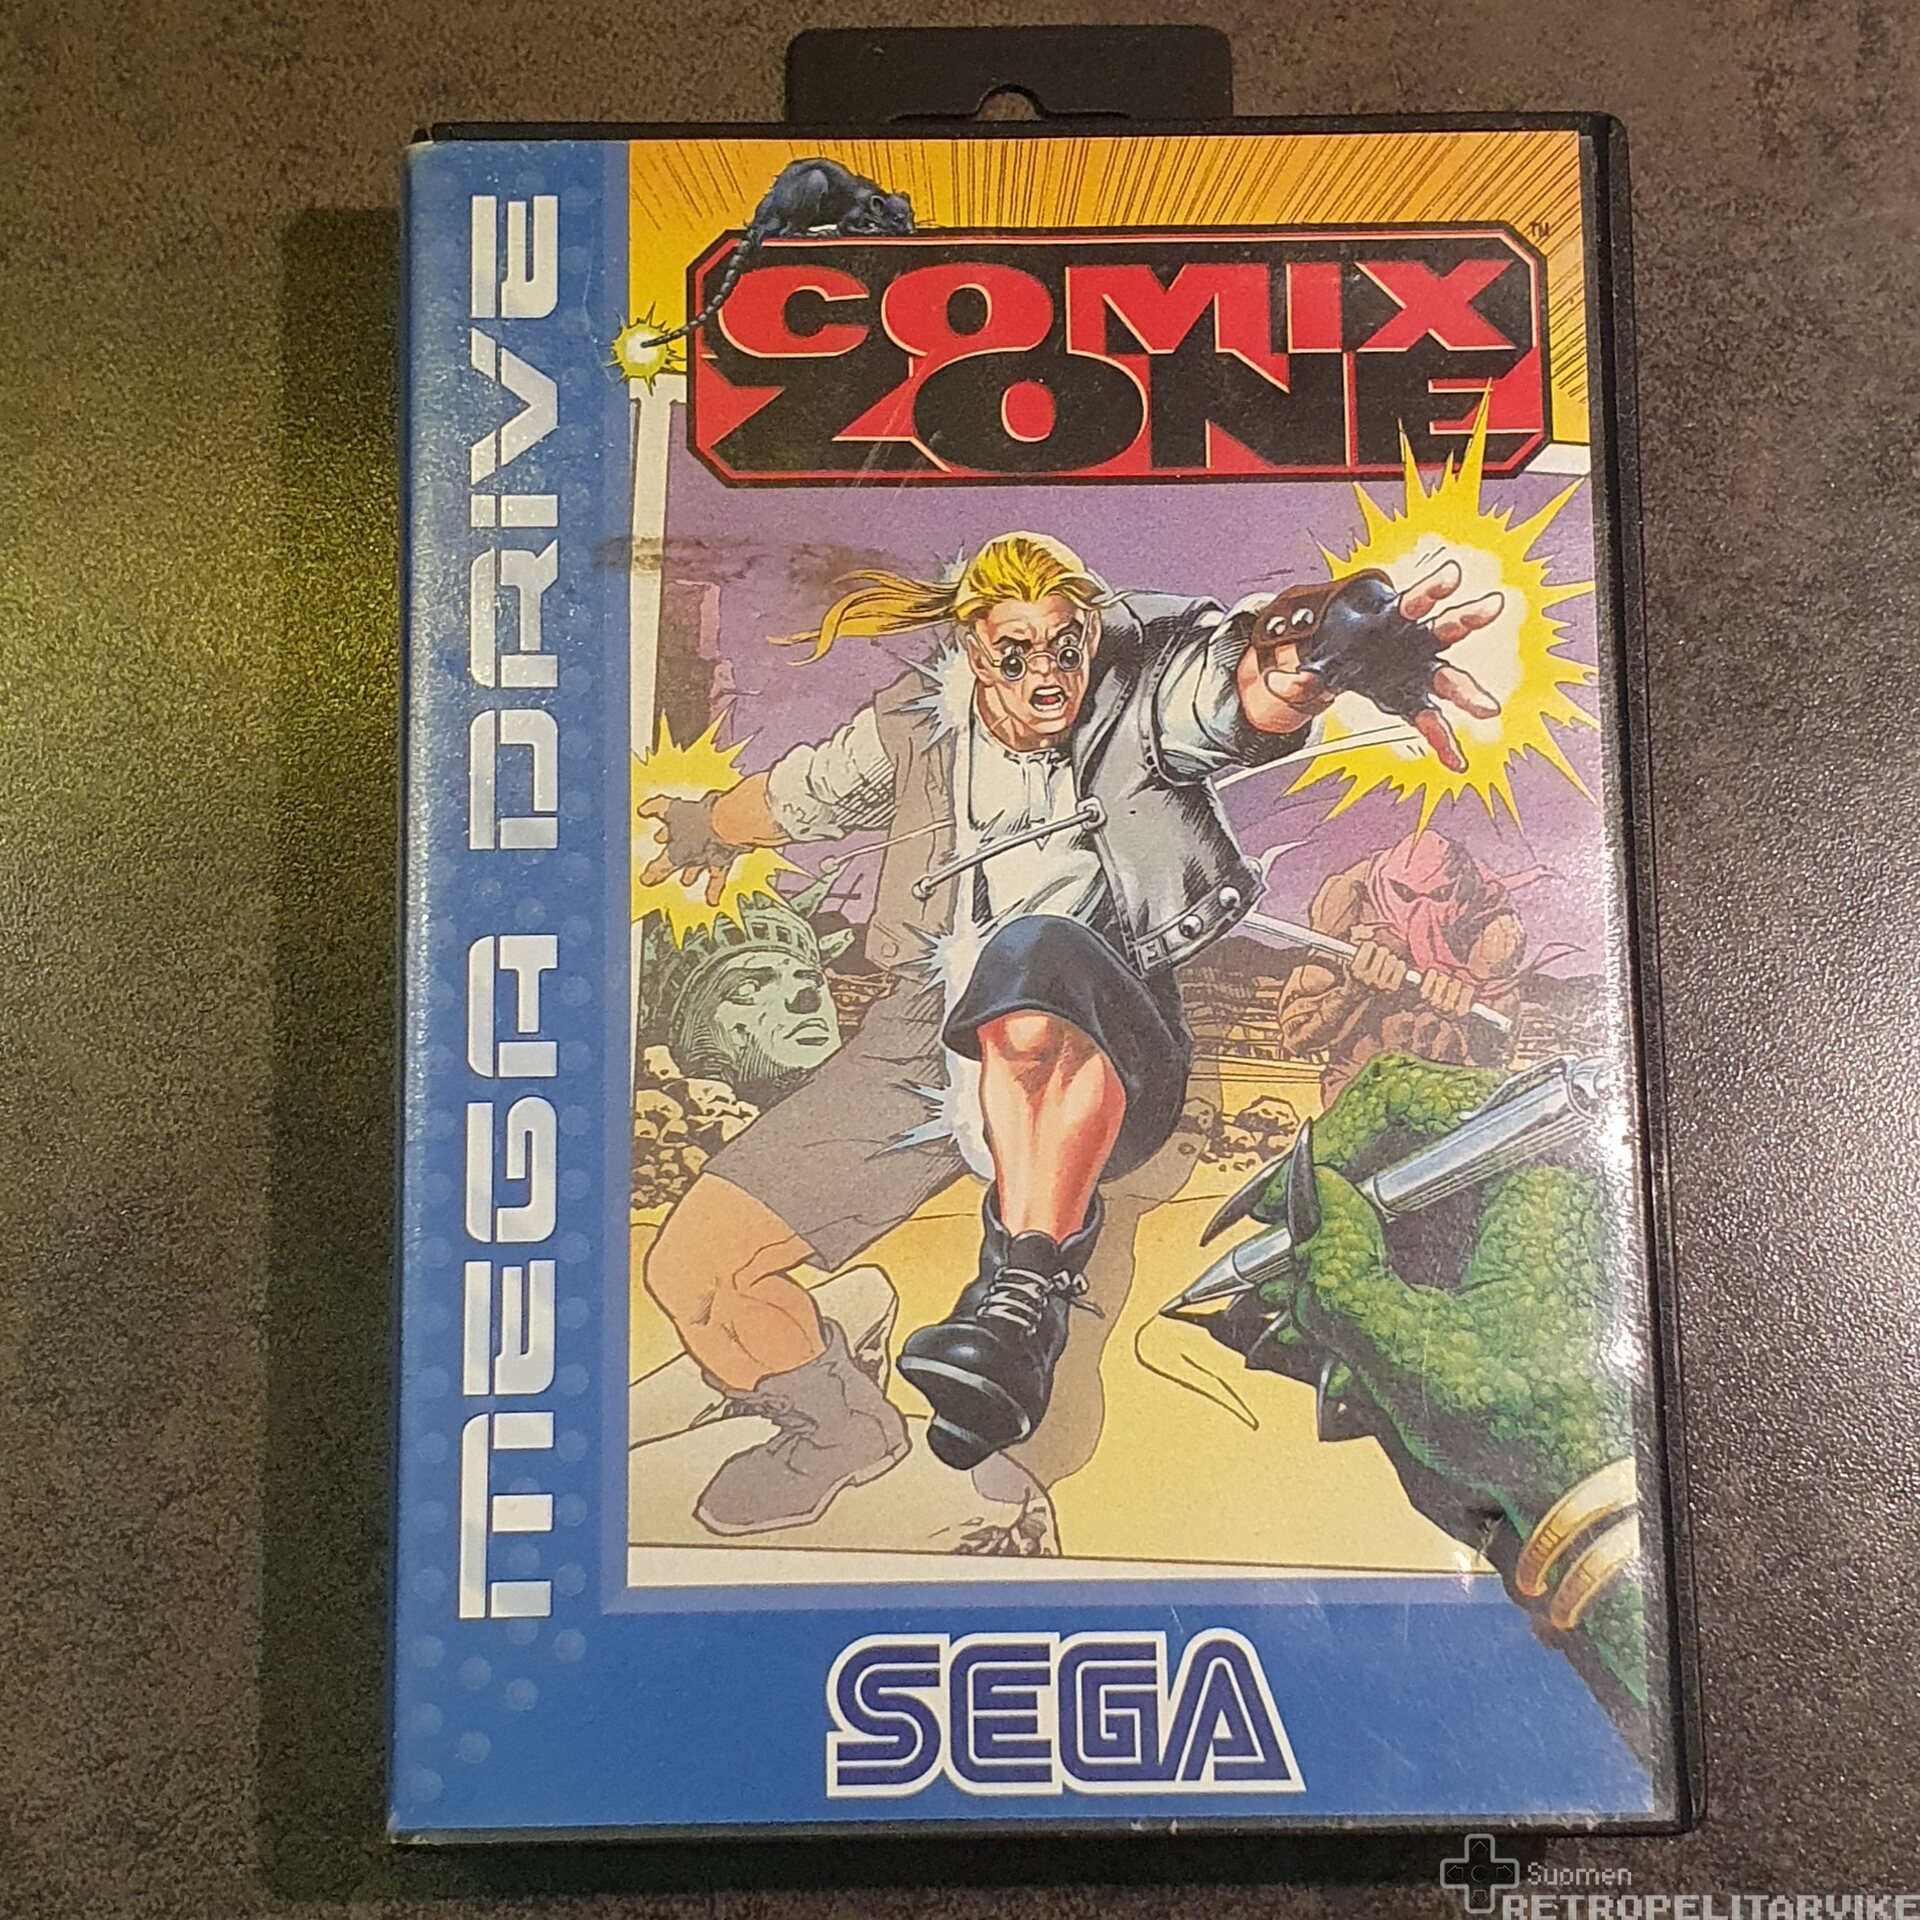 MEGA DRIVE
COMIX
ZONE
TM
SEGA
Suomen
RETROPELITARVIKE